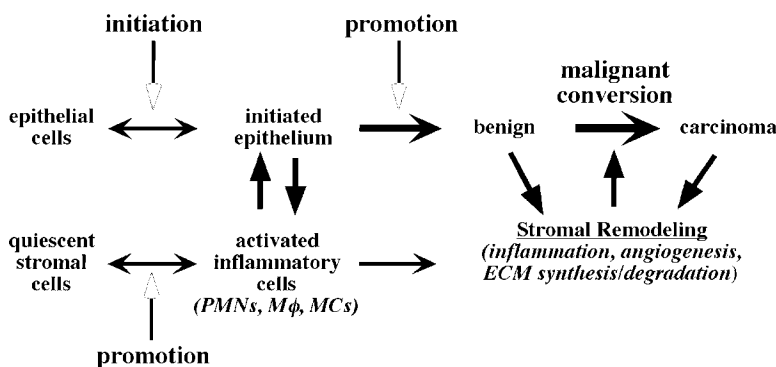 initiation
promotion
malignant
conversion
epithelial
cells
initiated
epithelium
benign
carcinoma
quiescent
stromal
cells
activated
inflammatory
cells
(PMNs, Mϕ, MCs)
Stromal Remodeling
(inflammation, angiogenesis,
ECM synthesis/degradation)
promotion